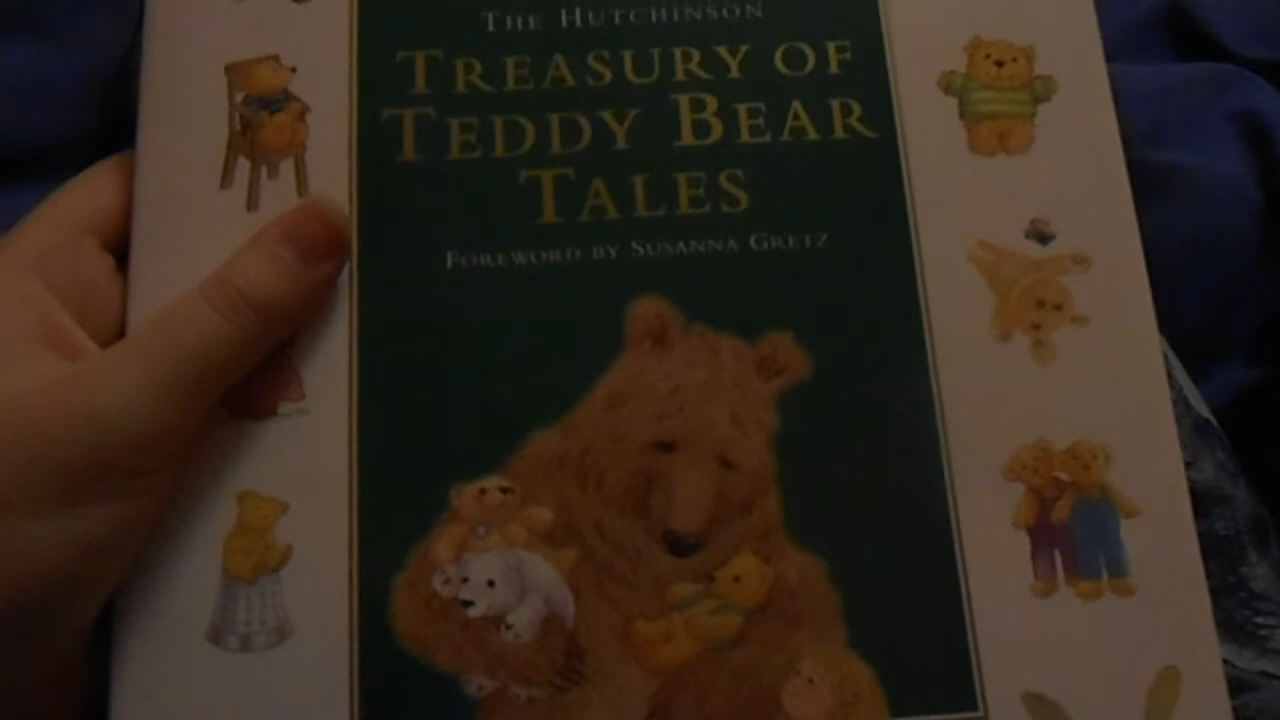 THE HUTCHINSON
TREASURY OF
TEDDY BEAR
TALES
FOREWORD BY SUSANNA GRETZ